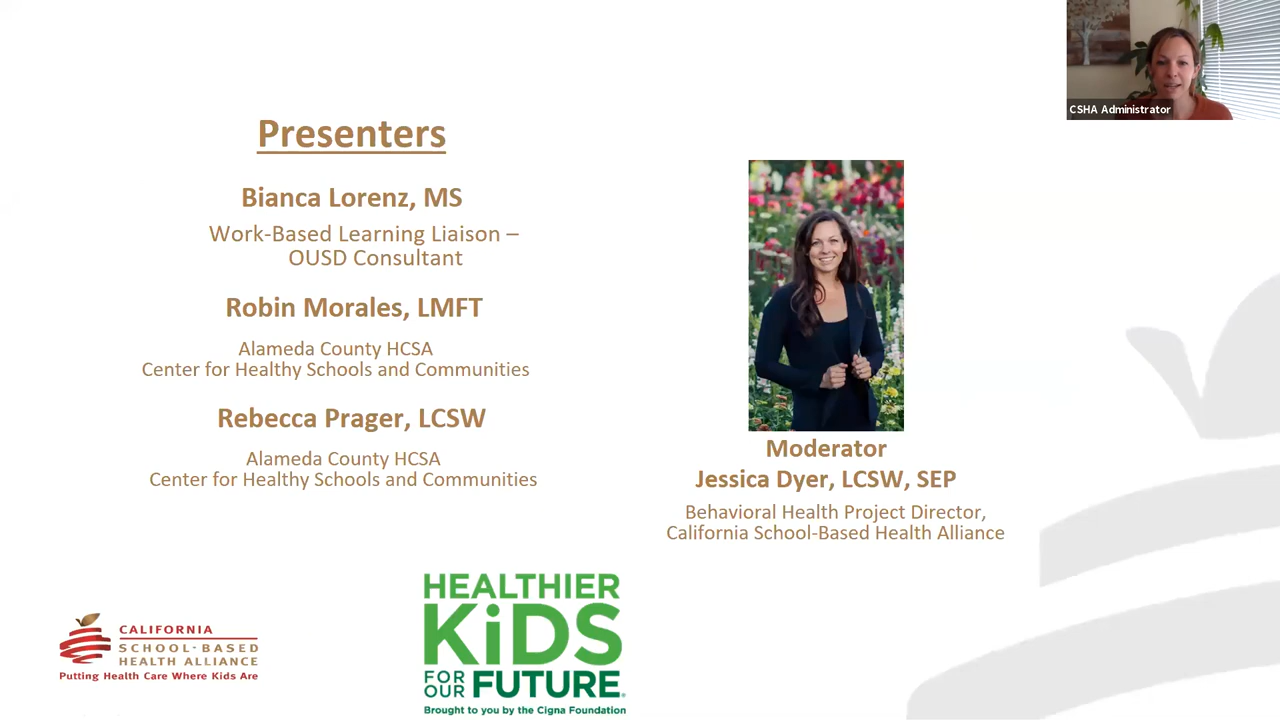 CSHA Administrator
Presenters
Bianca Lorenz, MS
Work-Based Learning Liaison –
OUSD Consultant
Robin Morales, LMFT
Alameda County HCSA
Center for Healthy Schools and Communities
Rebecca Prager, LCSW
Alameda County HCSA
Center for Healthy Schools and Communities
Moderator
Jessica Dyer, LCSW, SEP
Behavioral Health Project Director,
California School-Based Health Alliance
CALIFORNIA
SCHOOL-BASED
HEALTH ALLIANCE
Putting Health Care Where Kids Are
HEALTHIER
KiDS
FOR
OUR FUTURE®
Brought to you by the Cigna Foundation